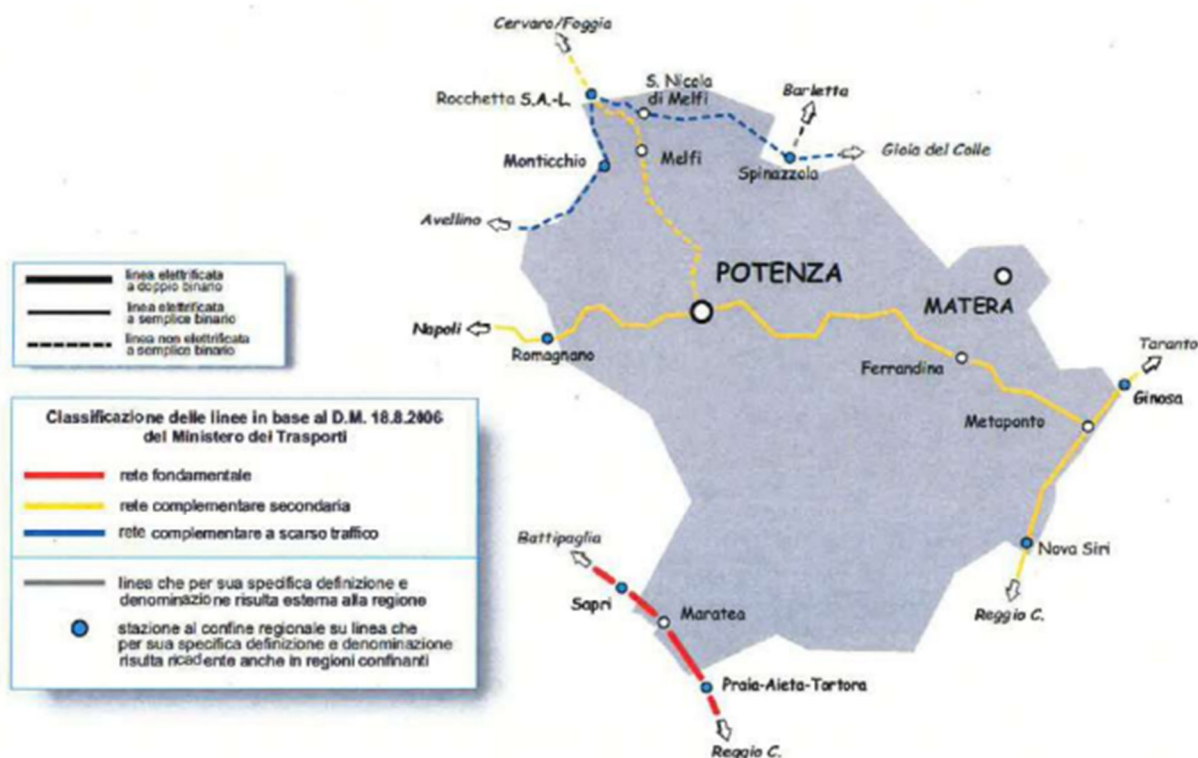 Cervaro/Foggia
Rocchetta S.A.-L.
S. Nicola
di Melfi
Barletta
Monticchio
Melfi
Spinazzola
Gioia del Colle
Avellino
POTENZA
MATERA
Napoli
Romagnano
Ferrandina
Taranto
Ginosa
Metaponto
Nova Siri
Reggio C.
Battipaglia
Sapri
Maratea
Praia-Aieta-Tortora
Reggio C.
linea elettrificata
a doppio binario
linea elettrificata
a semplice binario
linea non elettrificata
a semplice binario
Classificazione delle linee in base al D.M. 18.8.2006
del Ministero dei Trasporti
rete fondamentale
rete complementare secondaria
rete complementare a scarso traffico
linea che per sua specifica definizione e
denominazione risulta esterna alla regione
stazione al confine regionale su linea che
per sua specifica definizione e denominazione
risulta ricadente anche in regioni confinanti